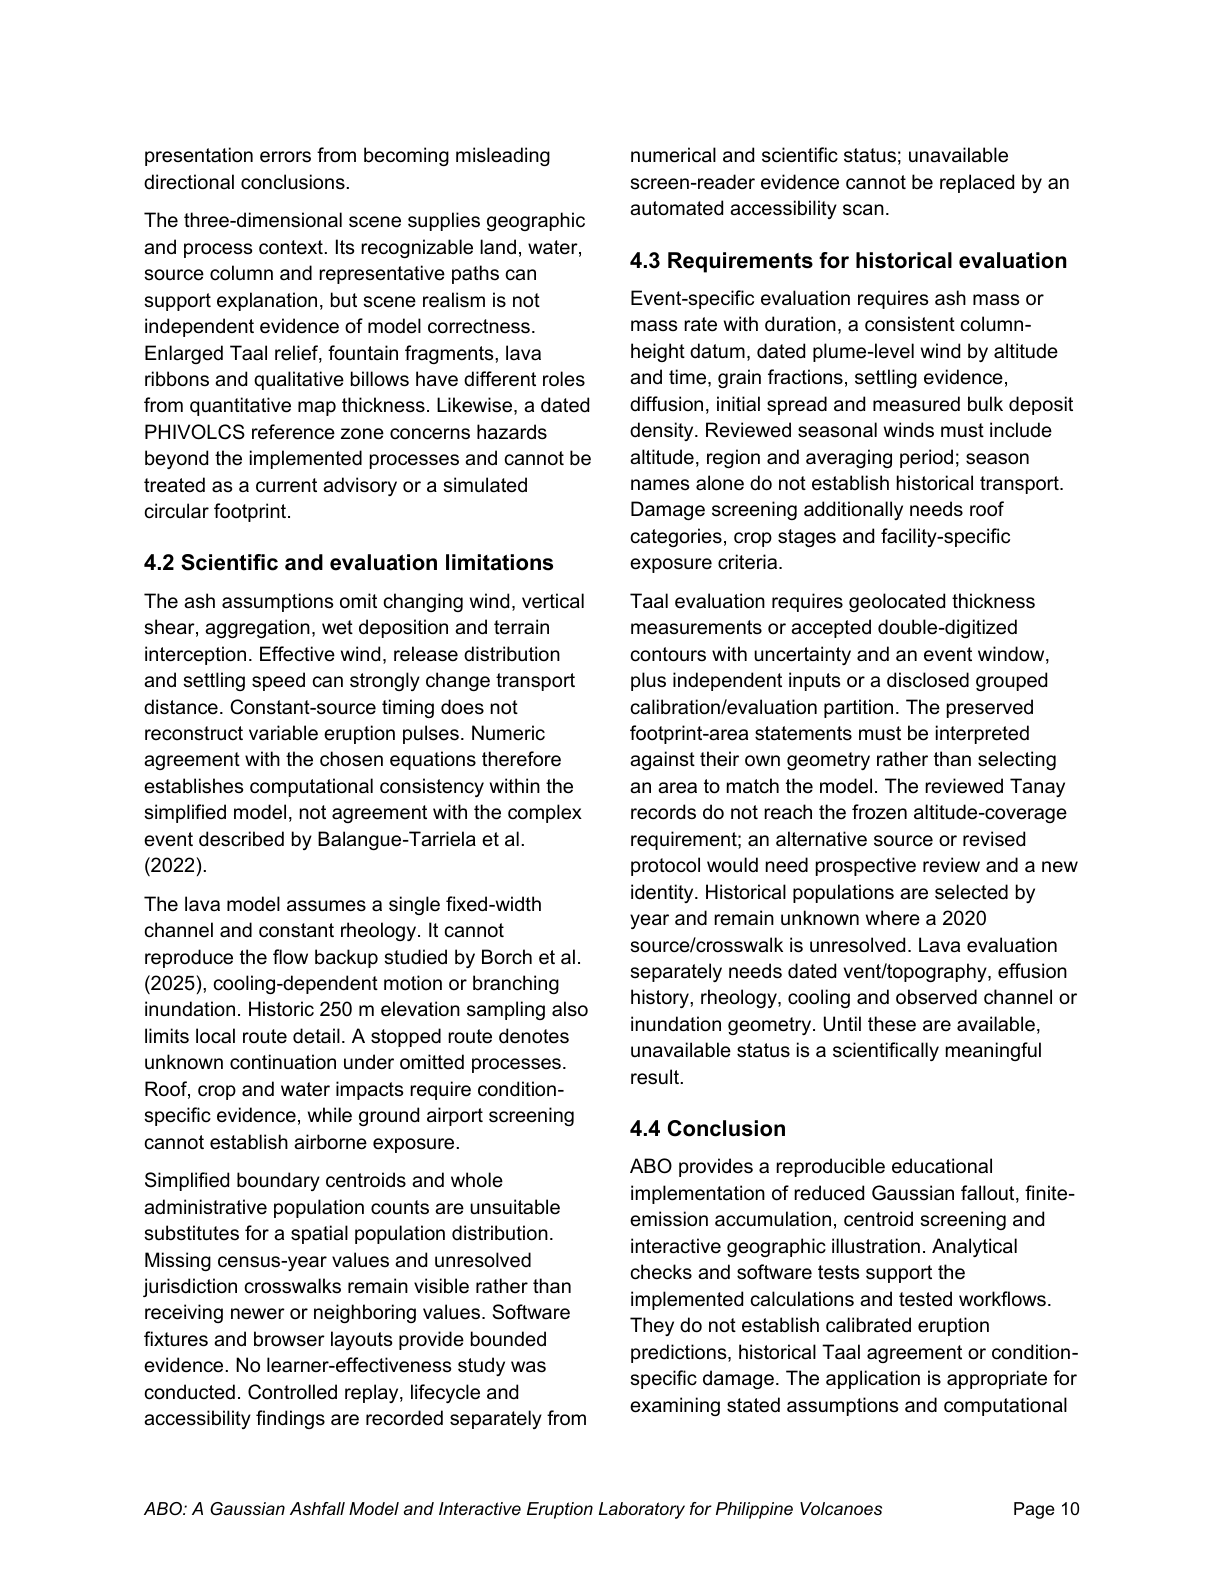 presentation errors from becoming misleading
directional conclusions.
The three-dimensional scene supplies geographic
and process context. Its recognizable land, water,
source column and representative paths can
support explanation, but scene realism is not
independent evidence of model correctness.
Enlarged Taal relief, fountain fragments, lava
ribbons and qualitative billows have different roles
from quantitative map thickness. Likewise, a dated
PHIVOLCS reference zone concerns hazards
beyond the implemented processes and cannot be
treated as a current advisory or a simulated
circular footprint.
4.2 Scientific and evaluation limitations
The ash assumptions omit changing wind, vertical
shear, aggregation, wet deposition and terrain
interception. Effective wind, release distribution
and settling speed can strongly change transport
distance. Constant-source timing does not
reconstruct variable eruption pulses. Numeric
agreement with the chosen equations therefore
establishes computational consistency within the
simplified model, not agreement with the complex
event described by Balangue-Tarriela et al.
(2022).
The lava model assumes a single fixed-width
channel and constant rheology. It cannot
reproduce the flow backup studied by Borch et al.
(2025), cooling-dependent motion or branching
inundation. Historic 250 m elevation sampling also
limits local route detail. A stopped route denotes
unknown continuation under omitted processes.
Roof, crop and water impacts require condition-
specific evidence, while ground airport screening
cannot establish airborne exposure.
Simplified boundary centroids and whole
administrative population counts are unsuitable
substitutes for a spatial population distribution.
Missing census-year values and unresolved
jurisdiction crosswalks remain visible rather than
receiving newer or neighboring values. Software
fixtures and browser layouts provide bounded
evidence. No learner-effectiveness study was
conducted. Controlled replay, lifecycle and
accessibility findings are recorded separately from
numerical and scientific status; unavailable
screen-reader evidence cannot be replaced by an
automated accessibility scan.
4.3 Requirements for historical evaluation
Event-specific evaluation requires ash mass or
mass rate with duration, a consistent column-
height datum, dated plume-level wind by altitude
and time, grain fractions, settling evidence,
diffusion, initial spread and measured bulk deposit
density. Reviewed seasonal winds must include
altitude, region and averaging period; season
names alone do not establish historical transport.
Damage screening additionally needs roof
categories, crop stages and facility-specific
exposure criteria.
Taal evaluation requires geolocated thickness
measurements or accepted double-digitized
contours with uncertainty and an event window,
plus independent inputs or a disclosed grouped
calibration/evaluation partition. The preserved
footprint-area statements must be interpreted
against their own geometry rather than selecting
an area to match the model. The reviewed Tanay
records do not reach the frozen altitude-coverage
requirement; an alternative source or revised
protocol would need prospective review and a new
identity. Historical populations are selected by
year and remain unknown where a 2020
source/crosswalk is unresolved. Lava evaluation
separately needs dated vent/topography, effusion
history, rheology, cooling and observed channel or
inundation geometry. Until these are available,
unavailable status is a scientifically meaningful
result.
4.4 Conclusion
ABO provides a reproducible educational
implementation of reduced Gaussian fallout, finite-
emission accumulation, centroid screening and
interactive geographic illustration. Analytical
checks and software tests support the
implemented calculations and tested workflows.
They do not establish calibrated eruption
predictions, historical Taal agreement or condition-
specific damage. The application is appropriate for
examining stated assumptions and computational
ABO: A Gaussian Ashfall Model and Interactive Eruption Laboratory for Philippine Volcanoes
Page 10